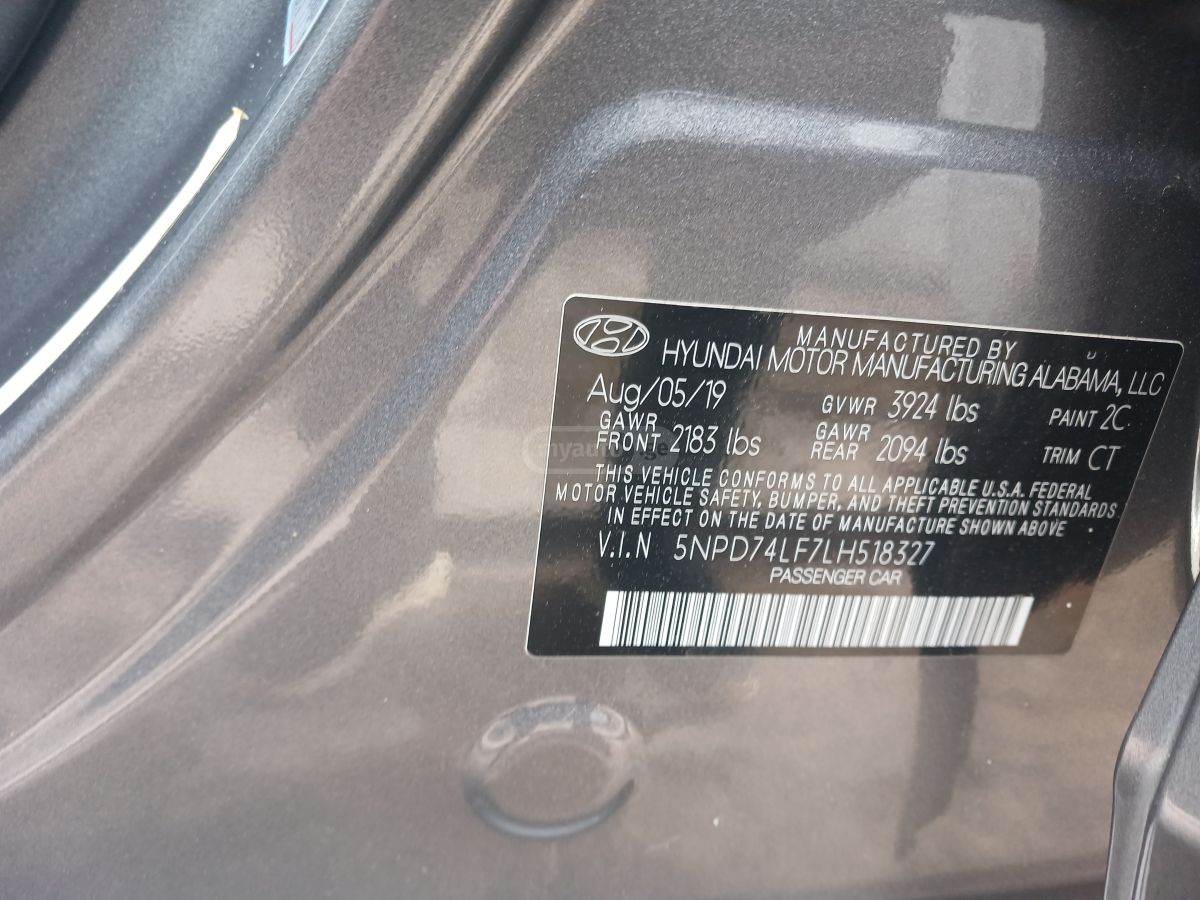 MANUFACTURED BY
HYUNDAI MOTOR MANUFACTURING ALABAMA, LLC
Aug/05/19 GVWR 3924 lbs PAINT 2C
GAWR FRONT 2183 lbs GAWR REAR 2094 lbs TRIM CT
THIS VEHICLE CONFORMS TO ALL APPLICABLE U.S.A. FEDERAL
MOTOR VEHICLE SAFETY, BUMPER, AND THEFT PREVENTION STANDARDS
IN EFFECT ON THE DATE OF MANUFACTURE SHOWN ABOVE
V.I.N 5NPD74LF7LH518327
PASSENGER CAR